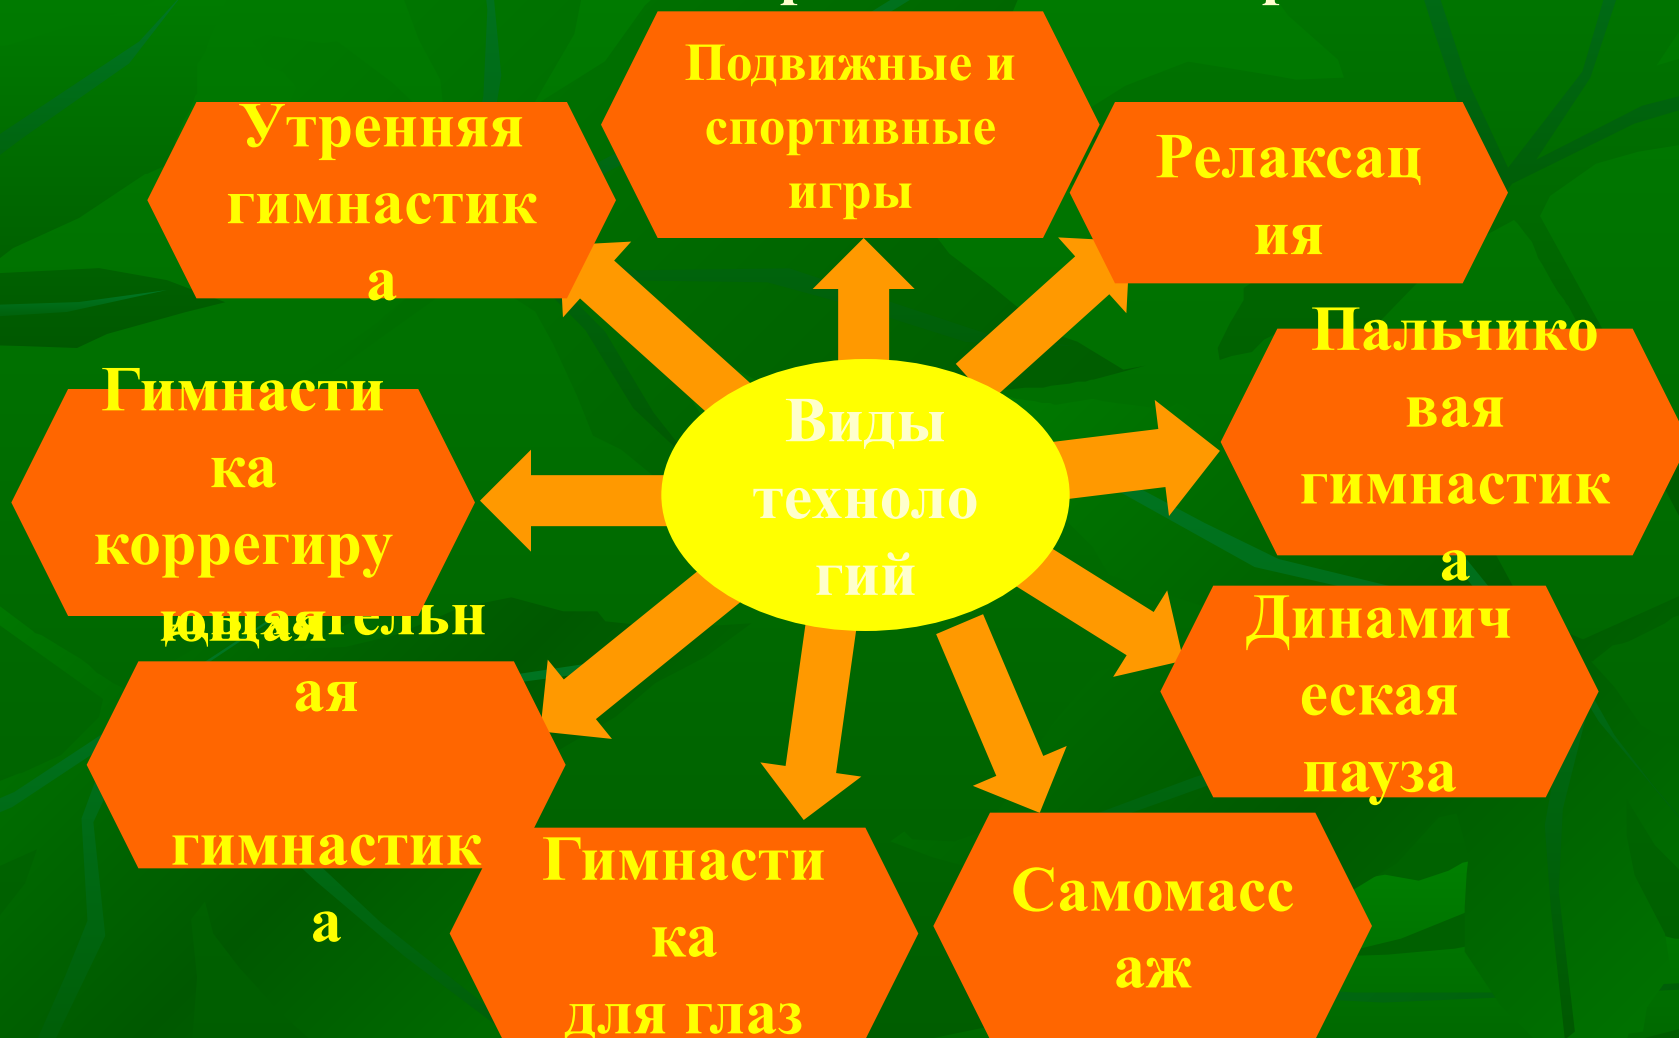 Подвижные и
спортивные
игры
Утренняя
гимнастик
а
Релаксац
ия
Пальчико
вая
гимнастик
а
Гимнасти
ка
коррегиру
ющая
Виды
техноло
гий
Динамич
еская
пауза
ая
гимнастик
а
Гимнасти
ка
для глаз
Самомасс
аж